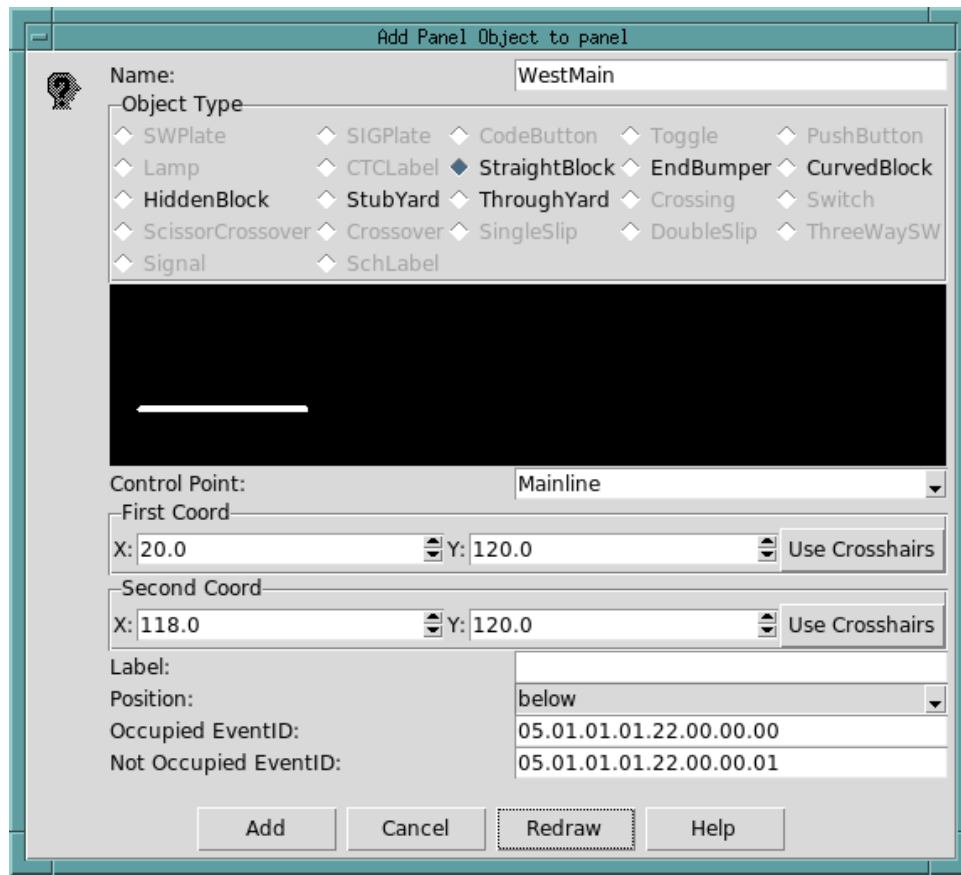 Add Panel Object to panel
Name: WestMain
Object Type
SWPlate SIGPlate CodeButton Toggle PushButton
Lamp CTCLabel StraightBlock EndBumper CurvedBlock
HiddenBlock StubYard ThroughYard Crossing Switch
ScissorCrossover Crossover SingleSlip DoubleSlip ThreeWaySW
Signal SchLabel
Control Point: Mainline
First Coord
X: 20.0 Y: 120.0 Use Crosshairs
Second Coord
X: 118.0 Y: 120.0 Use Crosshairs
Label:
Position: below
Occupied EventID: 05.01.01.01.22.00.00.00
Not Occupied EventID: 05.01.01.01.22.00.00.01
Add Cancel Redraw Help